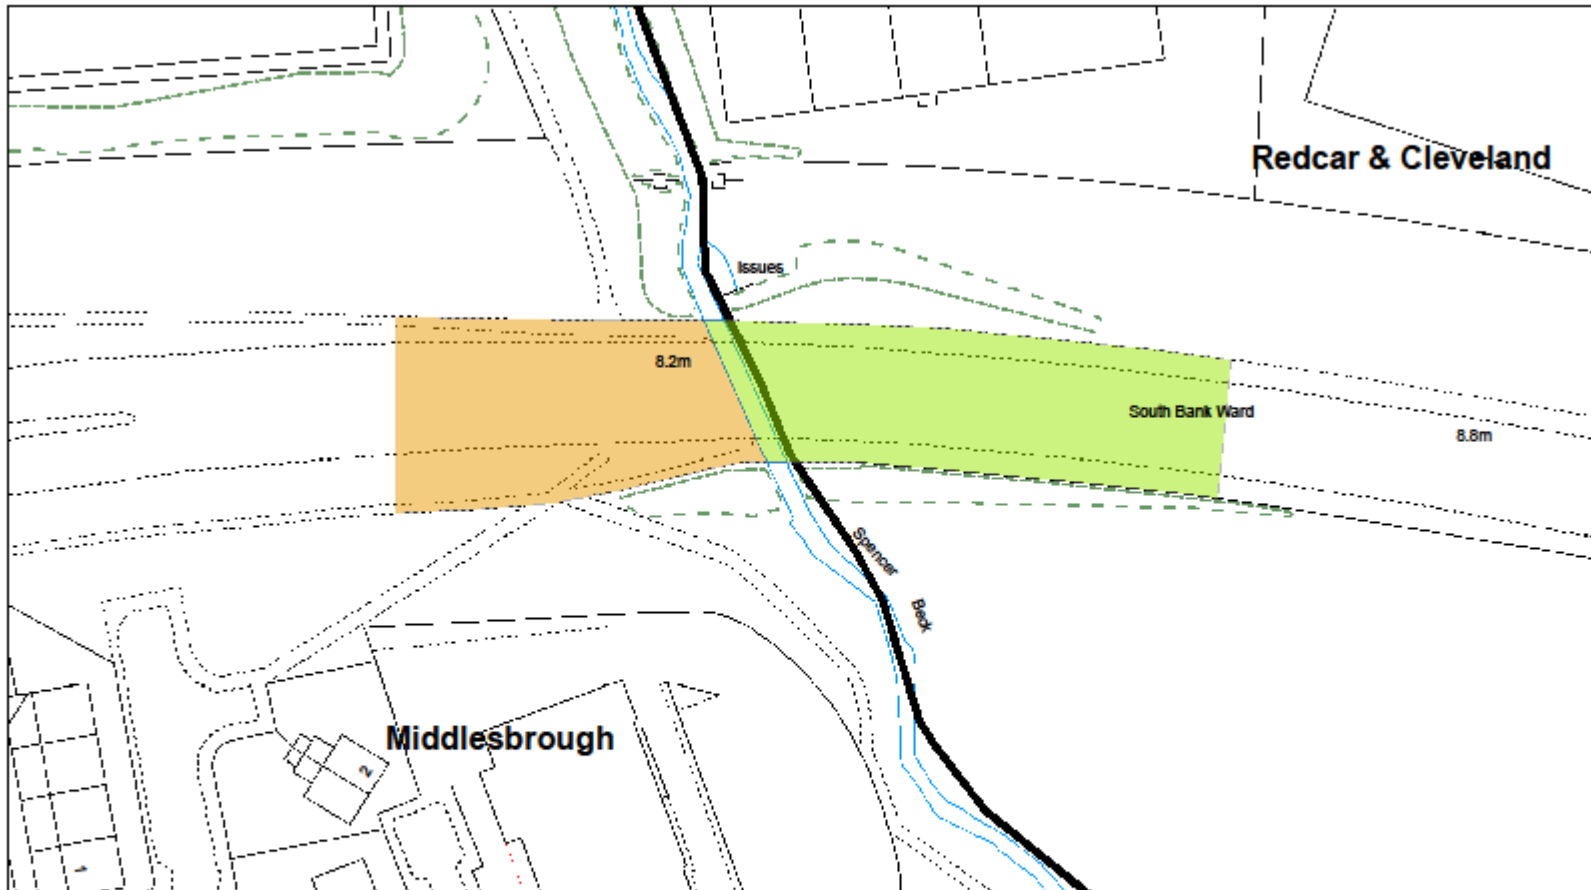 Redcar & Cleveland
Issues
8.2m
South Bank Ward
8.8m
Spencer
Beck
Middlesbrough
2
1